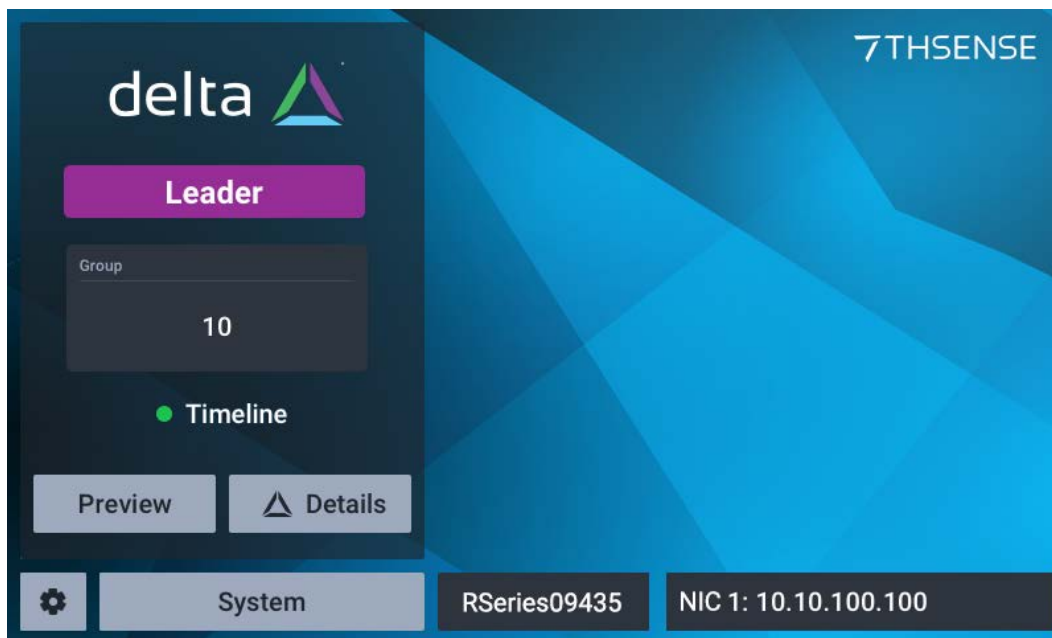 7THSENSE
delta
Leader
Group
10
Timeline
Preview
Details
System
RSeries09435
NIC 1: 10.10.100.100